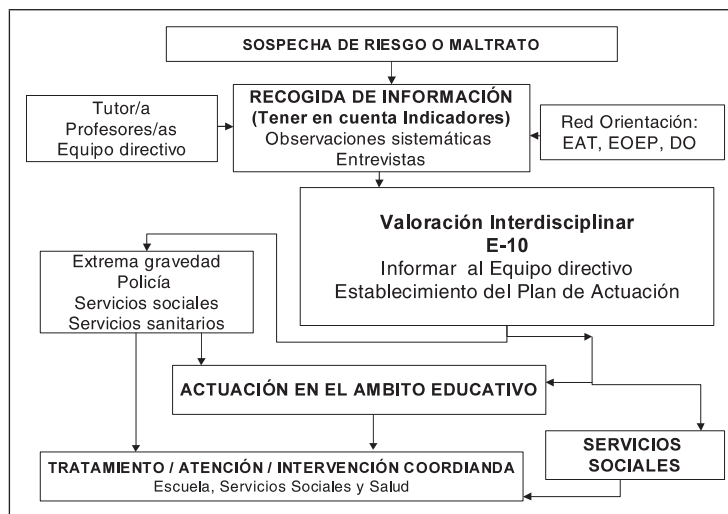 SOSPECHA DE RIESGO O MALTRATO
RECOGIDA DE INFORMACIÓN
(Tener en cuenta Indicadores)
Observaciones sistemáticas
Entrevistas
Tutor/a
Profesores/as
Equipo directivo
Red Orientación:
EAT, EOEP, DO
Valoración Interdisciplinar
E-10
Informar al Equipo directivo
Establecimiento del Plan de Actuación
Extrema gravedad
Policía
Servicios sociales
Servicios sanitarios
ACTUACIÓN EN EL AMBITO EDUCATIVO
SERVICIOS
SOCIALES
TRATAMIENTO / ATENCIÓN / INTERVENCIÓN COORDIANDA
Escuela, Servicios Sociales y Salud